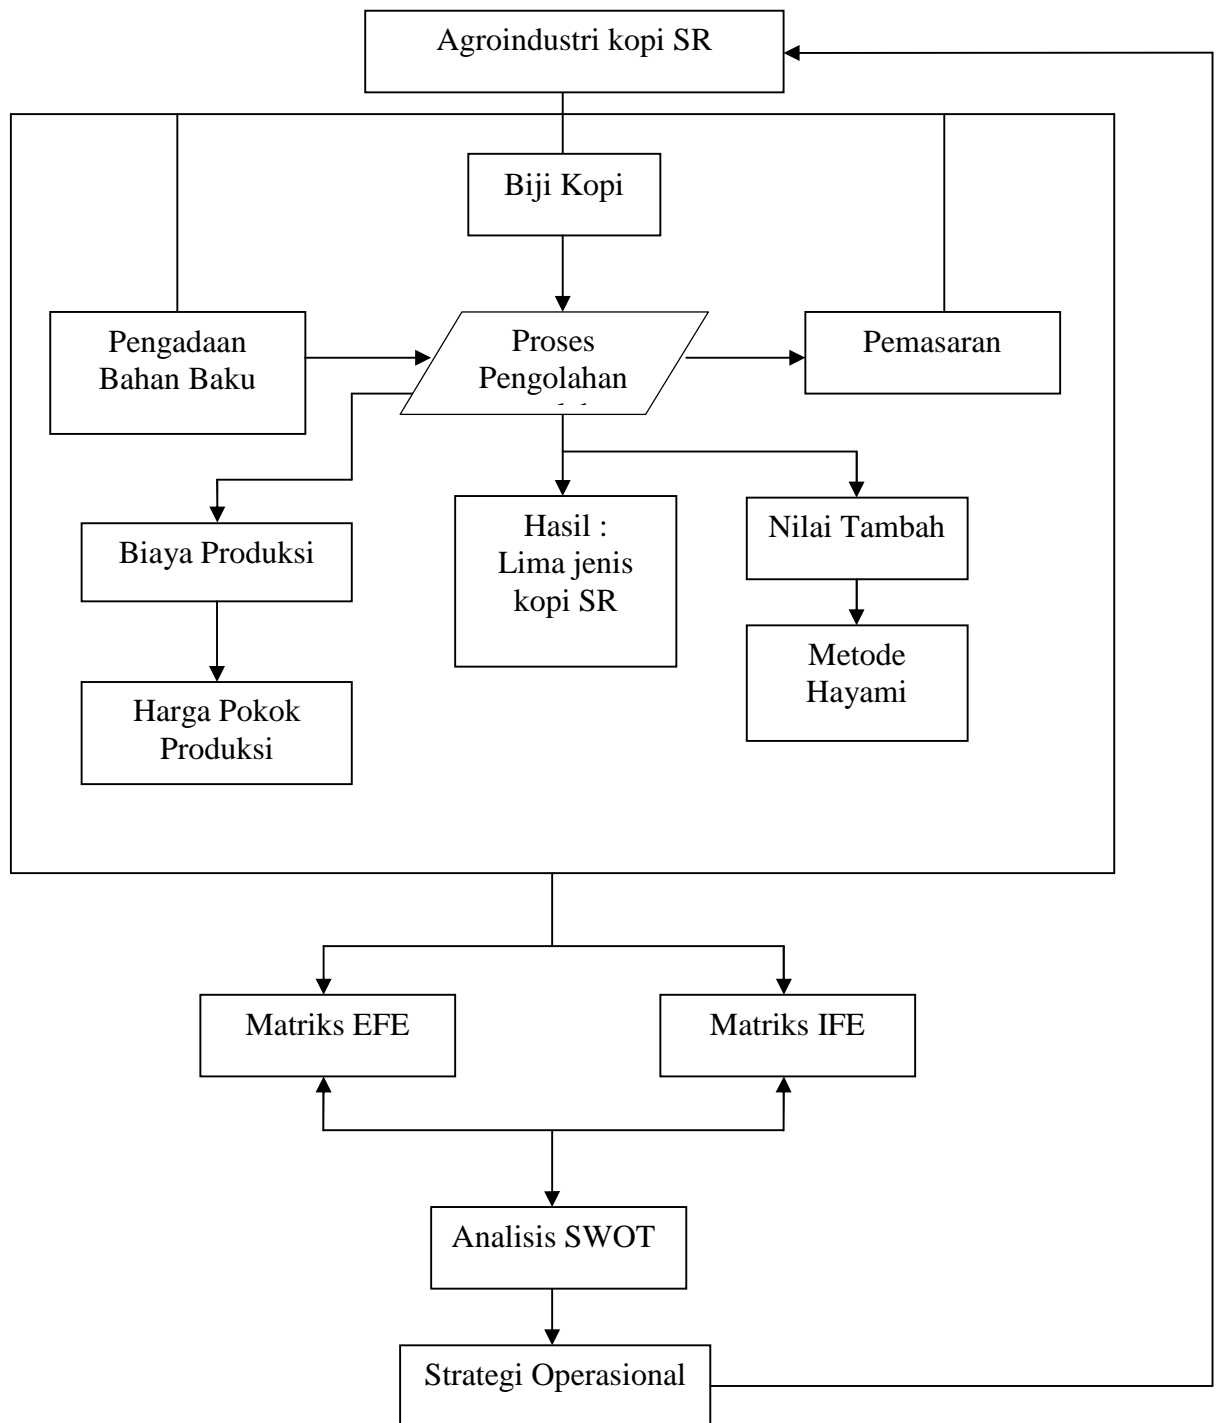 Agroindustri kopi SR
Biji Kopi
Pengadaan
Bahan Baku
Proses
Pengolahan
Pemasaran
Biaya Produksi
Hasil :
Lima jenis
kopi SR
Nilai Tambah
Metode
Hayami
Harga Pokok
Produksi
Matriks EFE
Matriks IFE
Analisis SWOT
Strategi Operasional